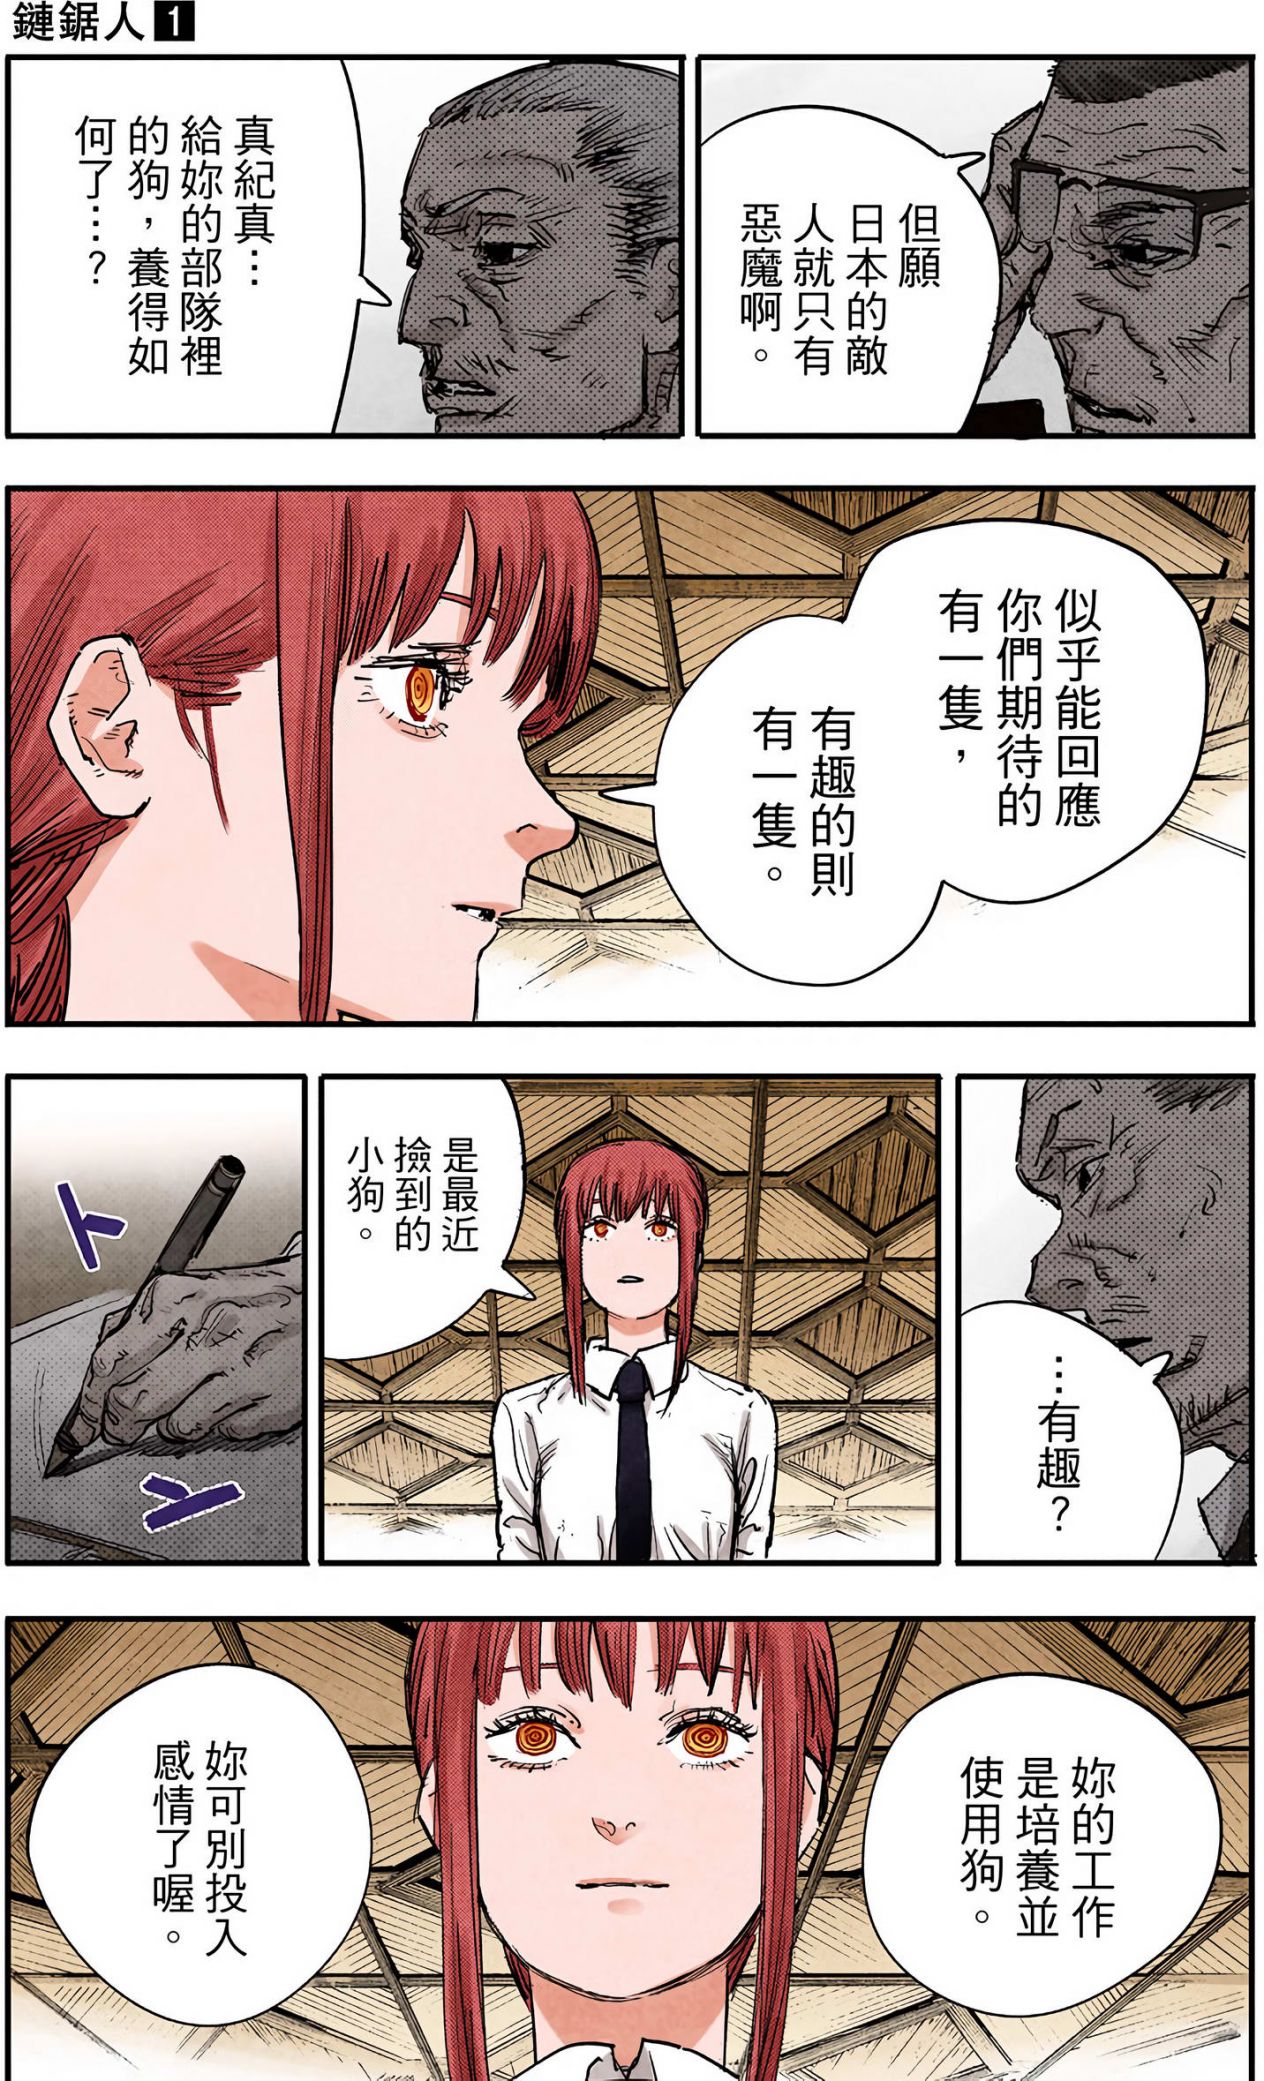 鏈鋸人1
但願
日本的敵
人就只有
惡魔啊。
真紀真…
給妳的部隊裡
的狗，養得如
何了…？
似乎能回應
你們期待的
有一隻，
有趣的則
有一隻。
…有趣？
是最近
撿到的
小狗。
トン
妳的工作
是培養並
使用狗。
妳可別投入
感情了喔。